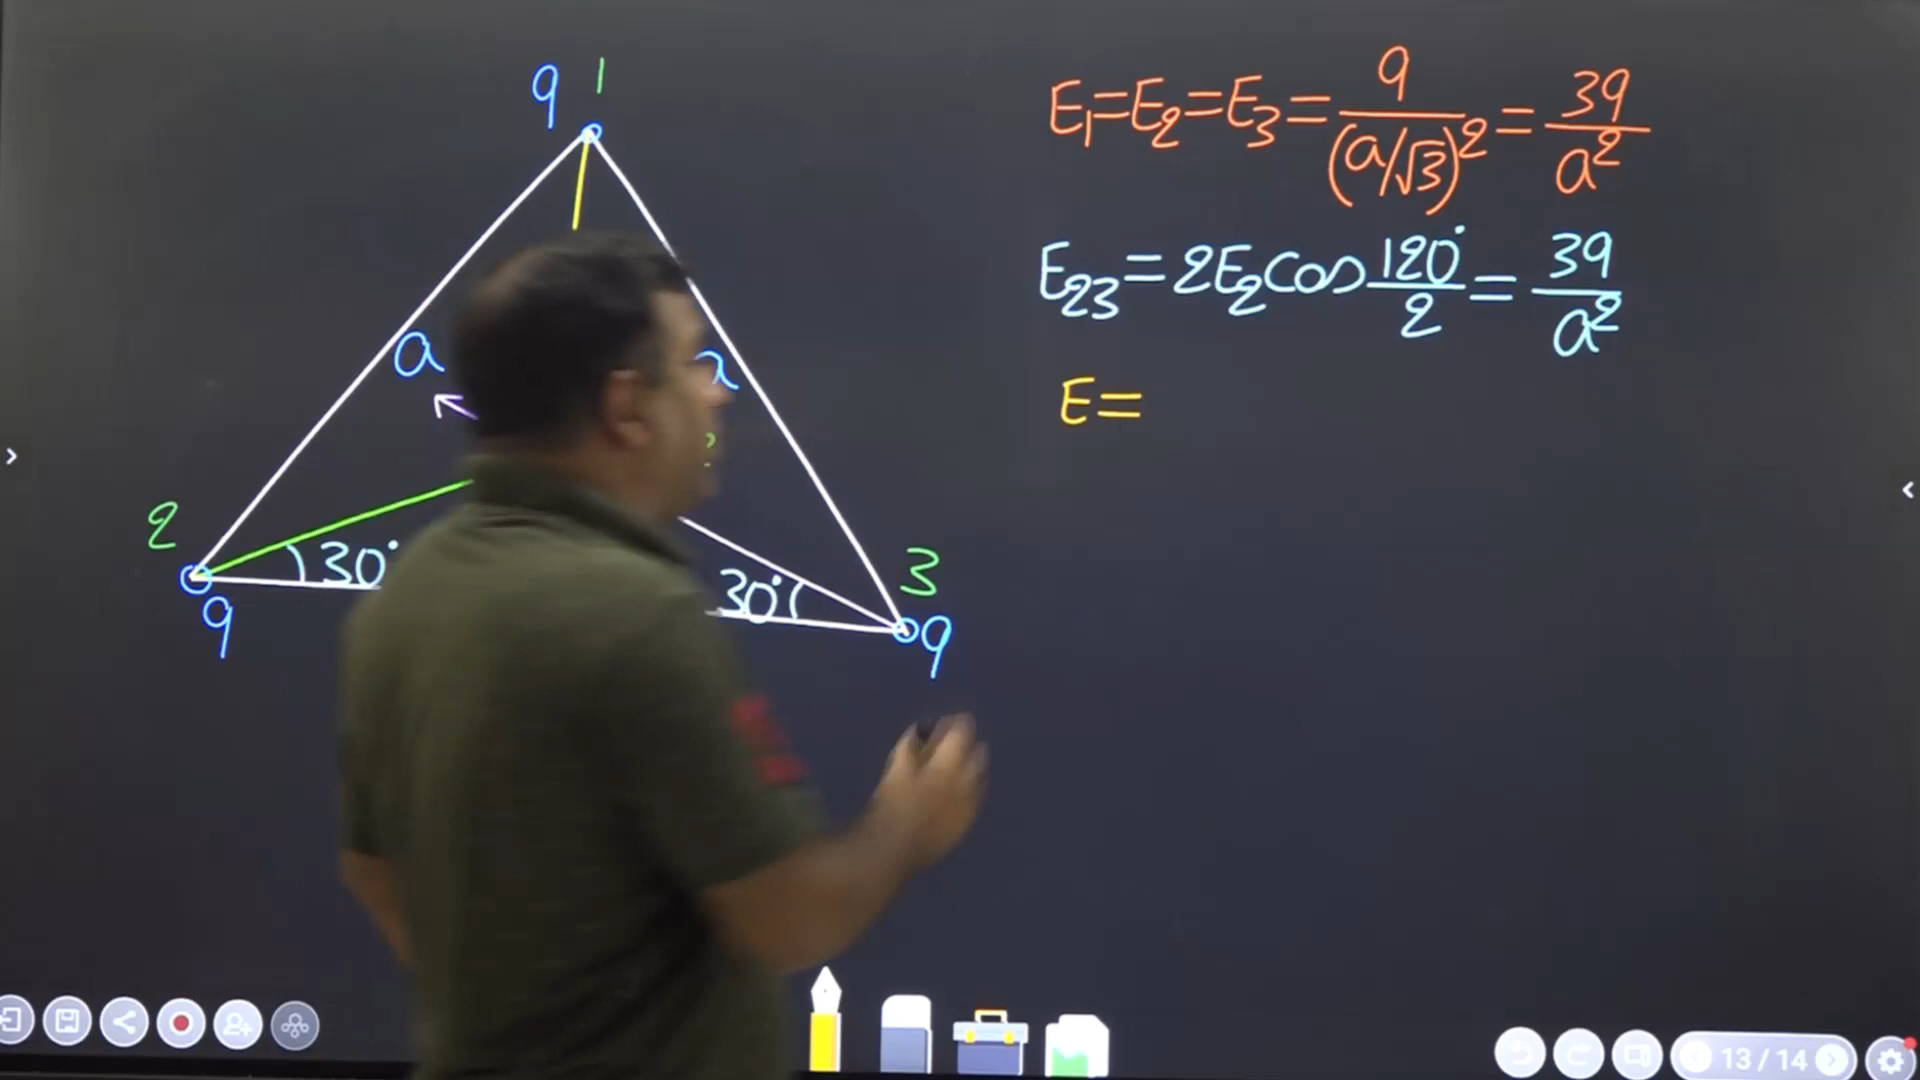 q 1
a
a
2
30°
q
30°
3
q
E₁=E₂=E₃= q/(a/√3)² = 3q/a²
E₂₃ = 2E₂cos 120°/2 = 3q/a²
E=
13 / 14